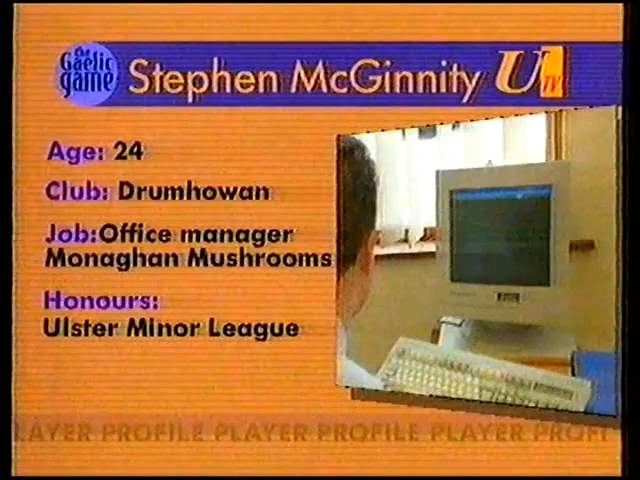 the Gaelic game
Stephen McGinnity
UTV
Age: 24
Club: Drumhowan
Job:Office manager
Monaghan Mushrooms
Honours:
Ulster Minor League
LAYER PROFILE PLAYER PROFILE PLAYER PROFI